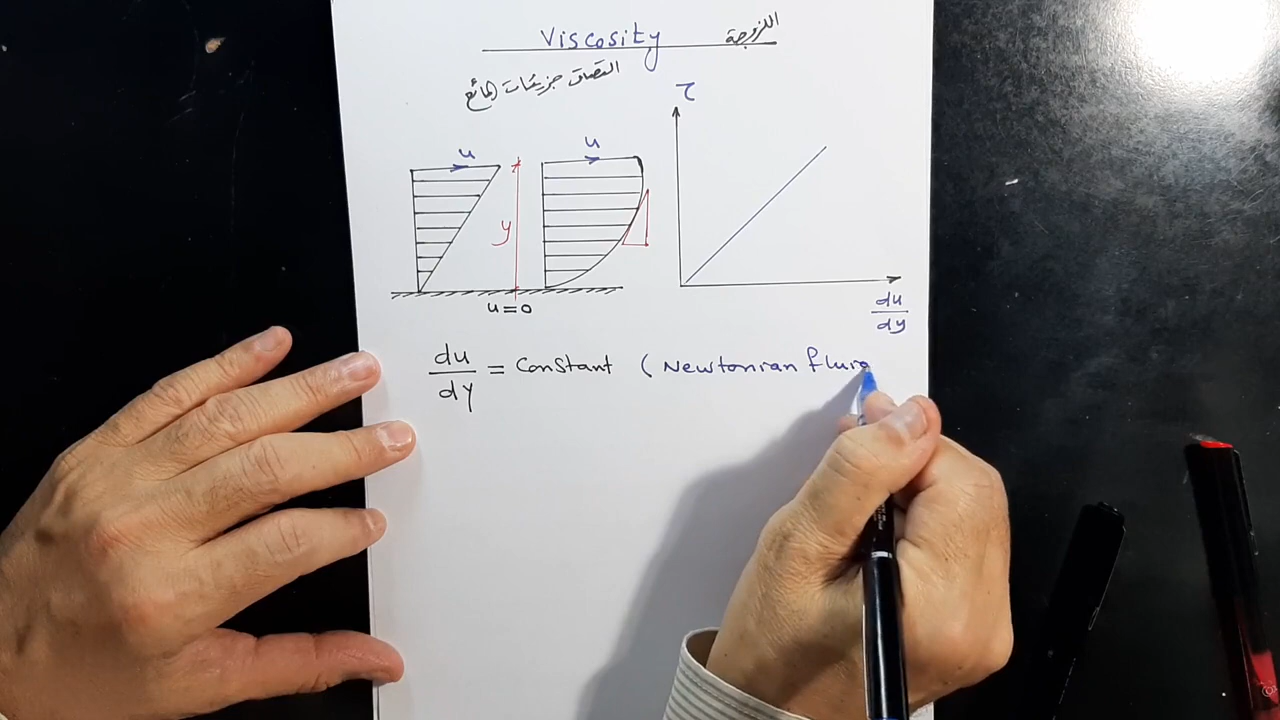 Viscosity اللزوجة
التصاق جزيئات المائع
τ
u
u
y
u=0
du/dy
du/dy = Constant (Newtonian fluid